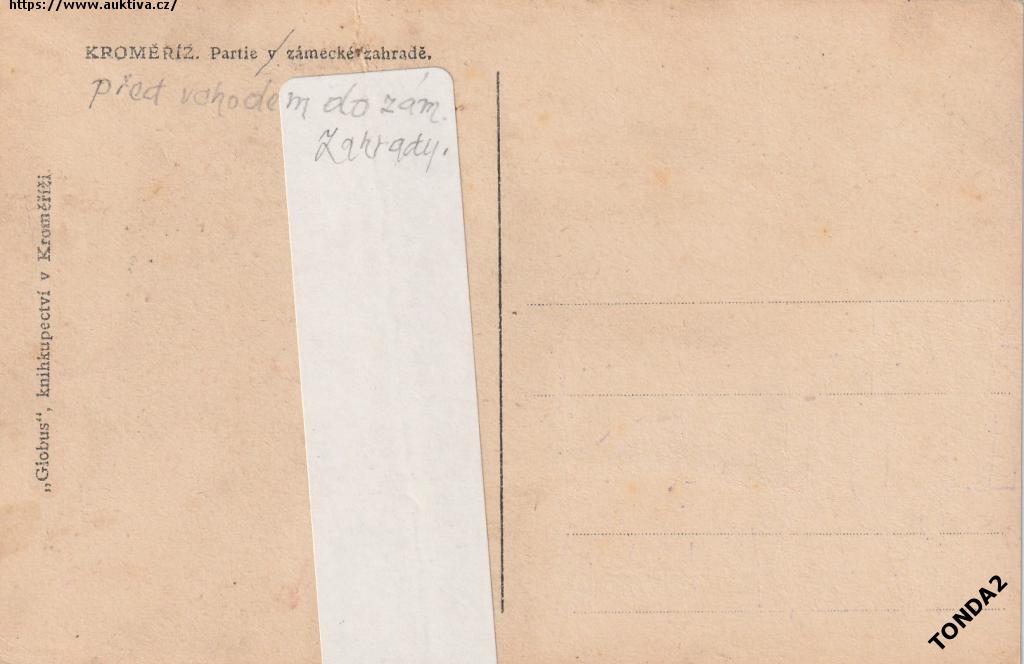 https://www.auktiva.cz/
KROMĚŘÍŽ. Partie v zámecké zahradě.
před vchodem do zám.
Zahrady.
„Globus“, knihkupectví v Kroměříži
TONDA2